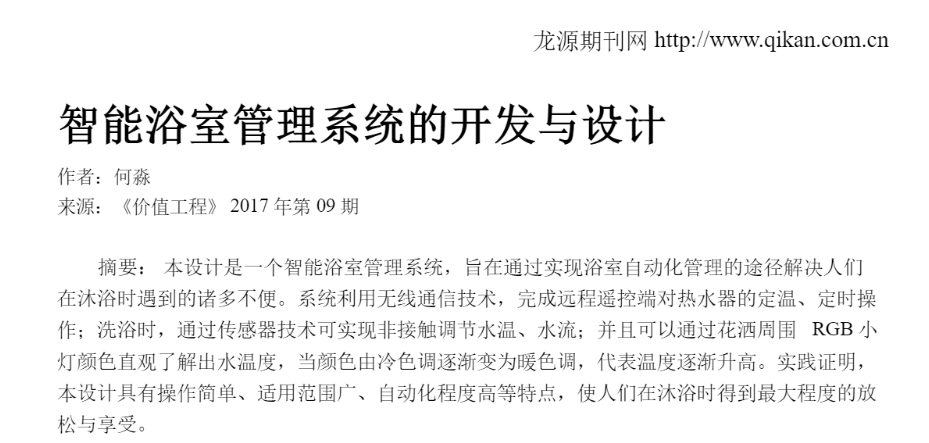 龙源期刊网 http://www.qikan.com.cn
智能浴室管理系统的开发与设计
作者：何淼
来源：《价值工程》2017年第09期
摘要： 本设计是一个智能浴室管理系统，旨在通过实现浴室自动化管理的途径解决人们
在沐浴时遇到的诸多不便。系统利用无线通信技术，完成远程遥控端对热水器的定温、定时操
作；洗浴时，通过传感器技术可实现非接触调节水温、水流；并且可以通过花洒周围 RGB 小
灯颜色直观了解出水温度，当颜色由冷色调逐渐变为暖色调，代表温度逐渐升高。实践证明，
本设计具有操作简单、适用范围广、自动化程度高等特点，使人们在沐浴时得到最大程度的放
松与享受。